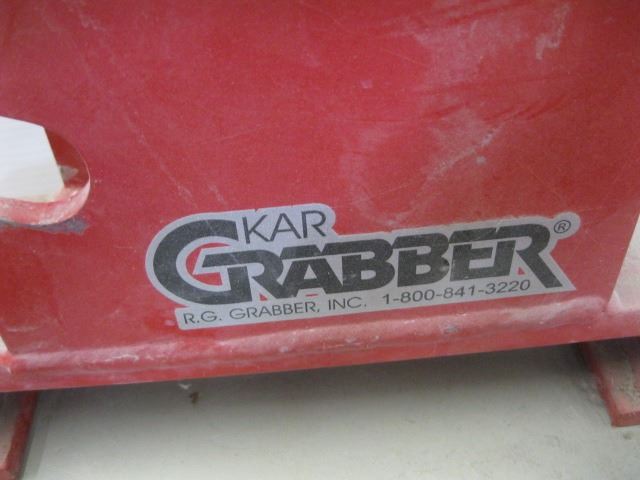 KAR
GRABBER®
R.G. GRABBER, INC. 1-800-841-3220